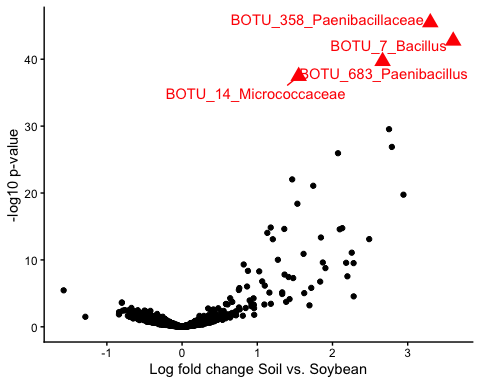 BOTU_358_Paenibacillaceae
BOTU_7_Bacillus
BOTU_683_Paenibacillus
BOTU_14_Micrococcaceae
40
30
20
10
0
-log10 p-value
-1
0
1
2
3
Log fold change Soil vs. Soybean